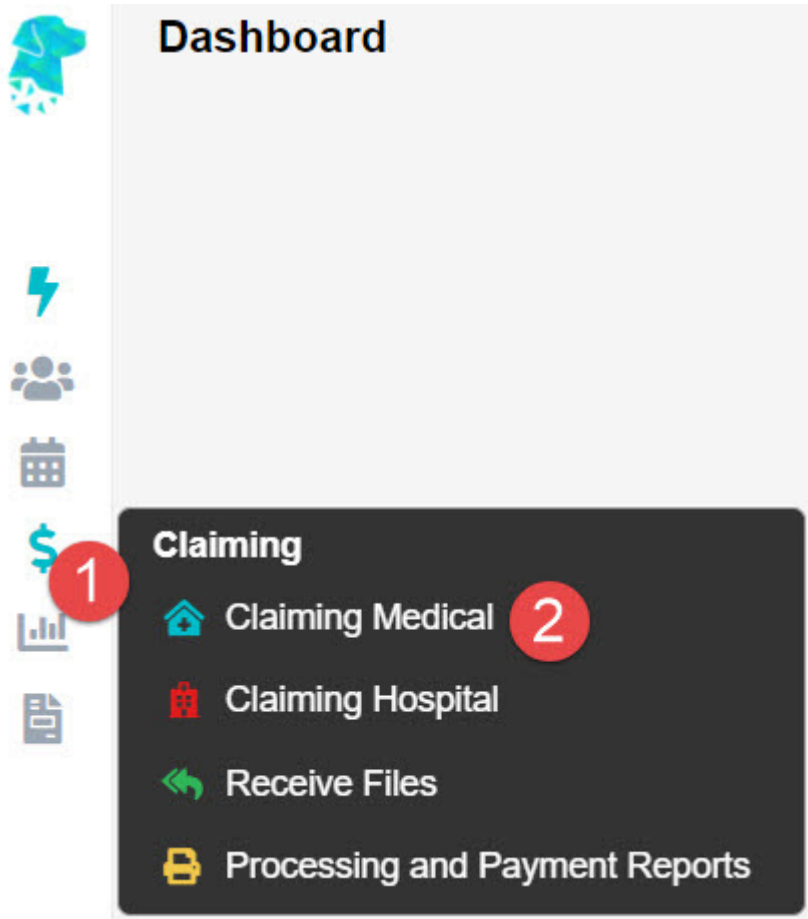 Dashboard
$
1
Claiming
Claiming Medical 2
Claiming Hospital
Receive Files
Processing and Payment Reports